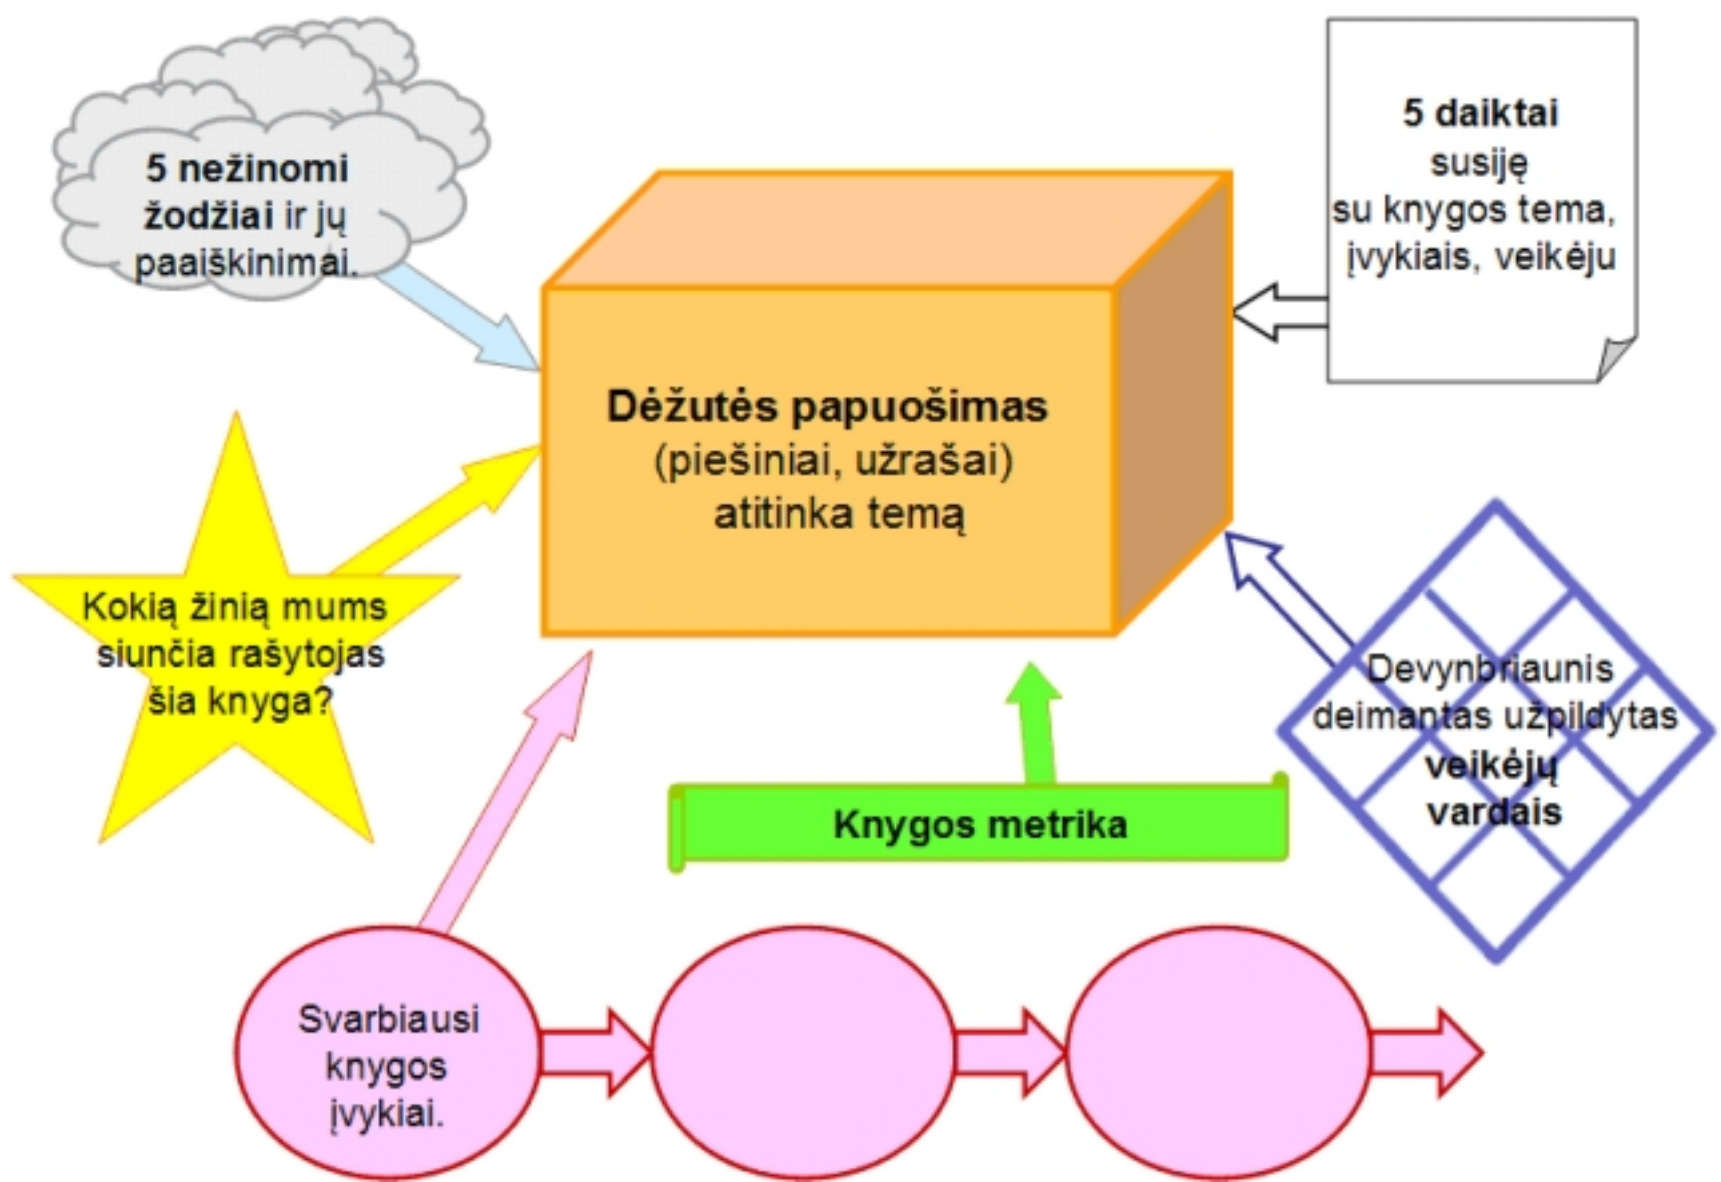 5 nežinomi
žodžiai ir jų
paaiškinimai.
5 daiktai
susiję
su knygos tema,
įvykiais, veikėju
Dėžutės papuošimas
(piešiniai, užrašai)
atitinka temą
Kokią žinią mums
siunčia rašytojas
šia knyga?
Devynbriaunis
deimantas užpildytas
veikėjų
vardais
Knygos metrika
Svarbiausi
knygos
įvykiai.